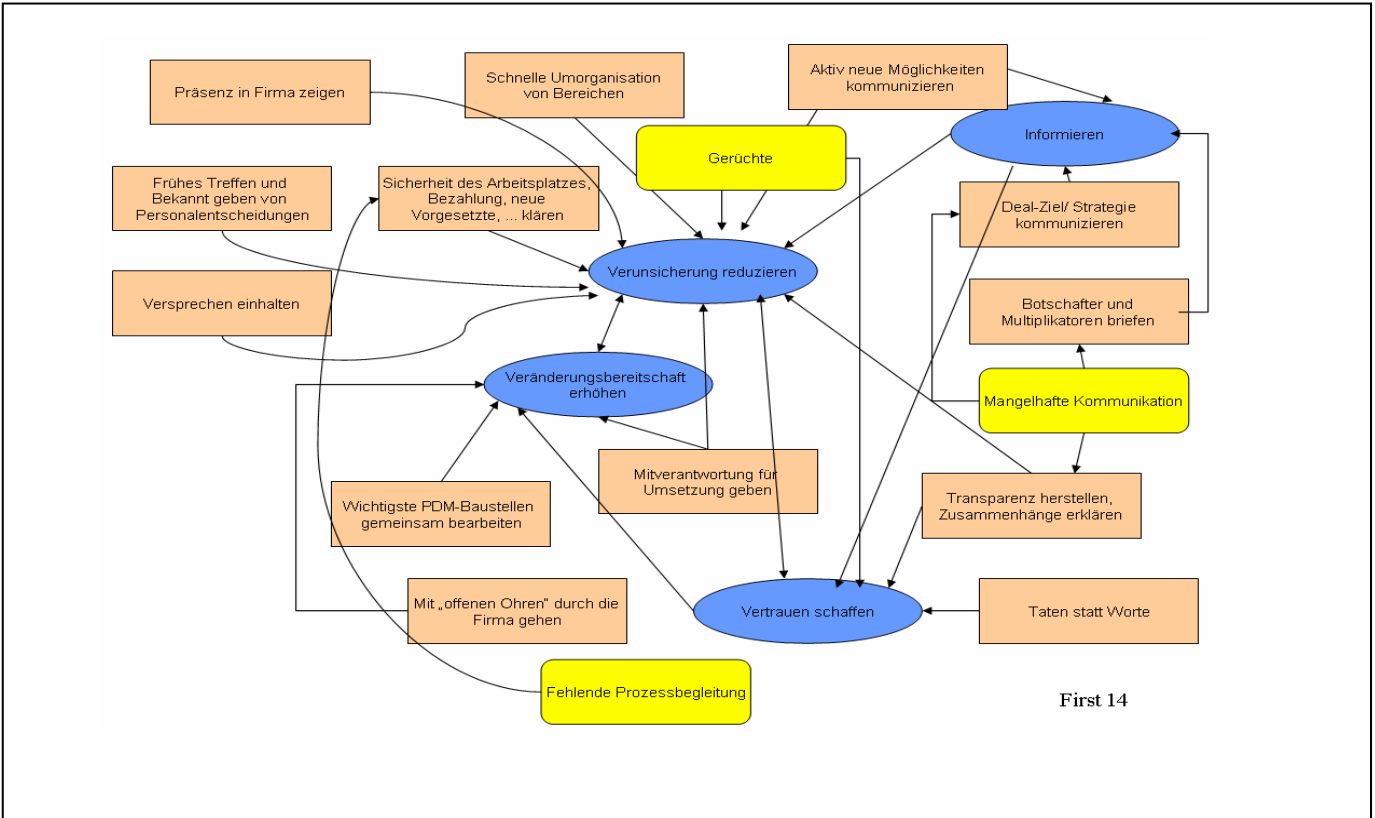 Präsenz in Firma zeigen
Schnelle Umorganisation
von Bereichen
Aktiv neue Möglichkeiten
kommunizieren
Gerüchte
Informieren
Frühes Treffen und
Bekannt geben von
Personalentscheidungen
Sicherheit des Arbeitsplatzes,
Bezahlung, neue
Vorgesetzte, ... klären
Deal-Ziel/ Strategie
kommunizieren
Verunsicherung reduzieren
Versprechen einhalten
Botschafter und
Multiplikatoren briefen
Veränderungsbereitschaft
erhöhen
Mangelhafte Kommunikation
Mitverantwortung für
Umsetzung geben
Wichtigste PDM-Baustellen
gemeinsam bearbeiten
Transparenz herstellen,
Zusammenhänge erklären
Mit „offenen Ohren“ durch die
Firma gehen
Vertrauen schaffen
Taten statt Worte
Fehlende Prozessbegleitung
First 14